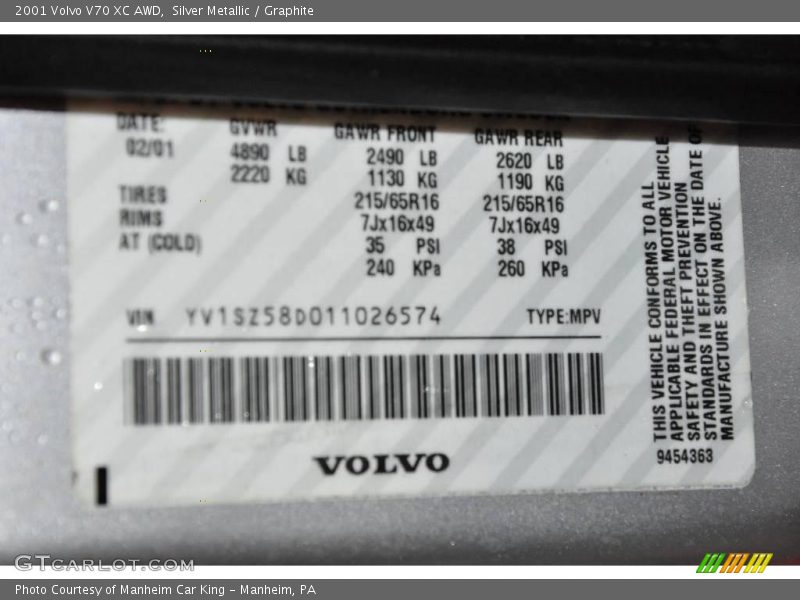 2001 Volvo V70 XC AWD, Silver Metallic / Graphite
DATE: GVWR GAWR FRONT GAWR REAR
02/01 4890 LB 2490 LB 2620 LB
2220 KG 1130 KG 1190 KG
TIRES 215/65R16 215/65R16
RIMS 7Jx16x49 7Jx16x49
AT (COLD) 35 PSI 38 PSI
240 KPa 260 KPa
VIN YV1SZ58D011026574 TYPE:MPV
VOLVO
THIS VEHICLE CONFORMS TO ALL
APPLICABLE FEDERAL MOTOR VEHICLE
SAFETY AND THEFT PREVENTION
STANDARDS IN EFFECT ON THE DATE OF
MANUFACTURE SHOWN ABOVE.
9454363
GTCARLOT.COM
Photo Courtesy of Manheim Car King - Manheim, PA